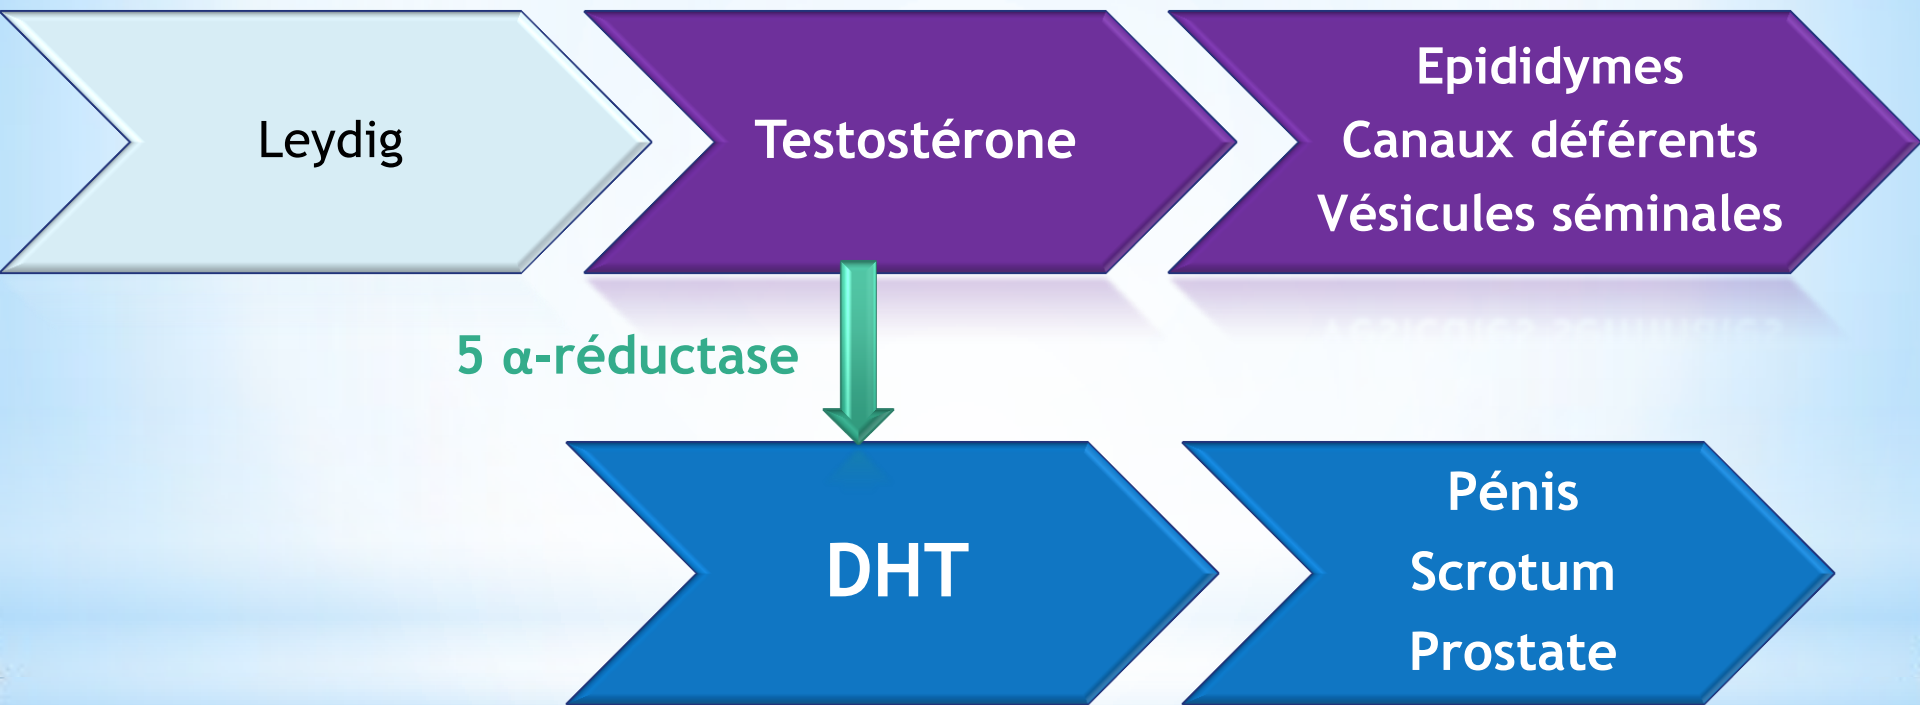 Leydig
Testostérone
Epididymes
Canaux déférents
Vésicules séminales
5 α-réductase
DHT
Pénis
Scrotum
Prostate